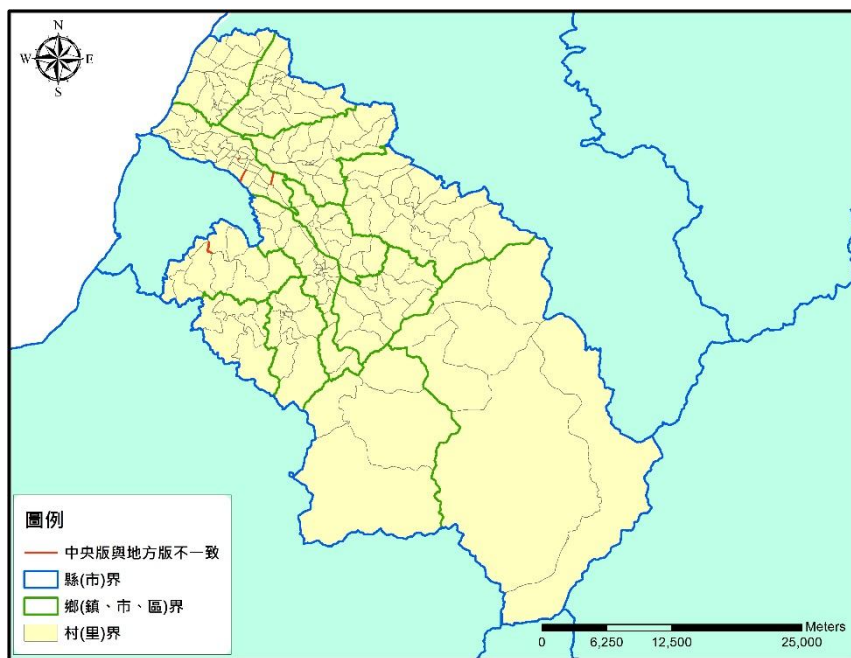 N
W E
S
圖例
中央版與地方版不一致
縣(市)界
鄉(鎮、市、區)界
村(里)界
Meters
0 6,250 12,500 25,000